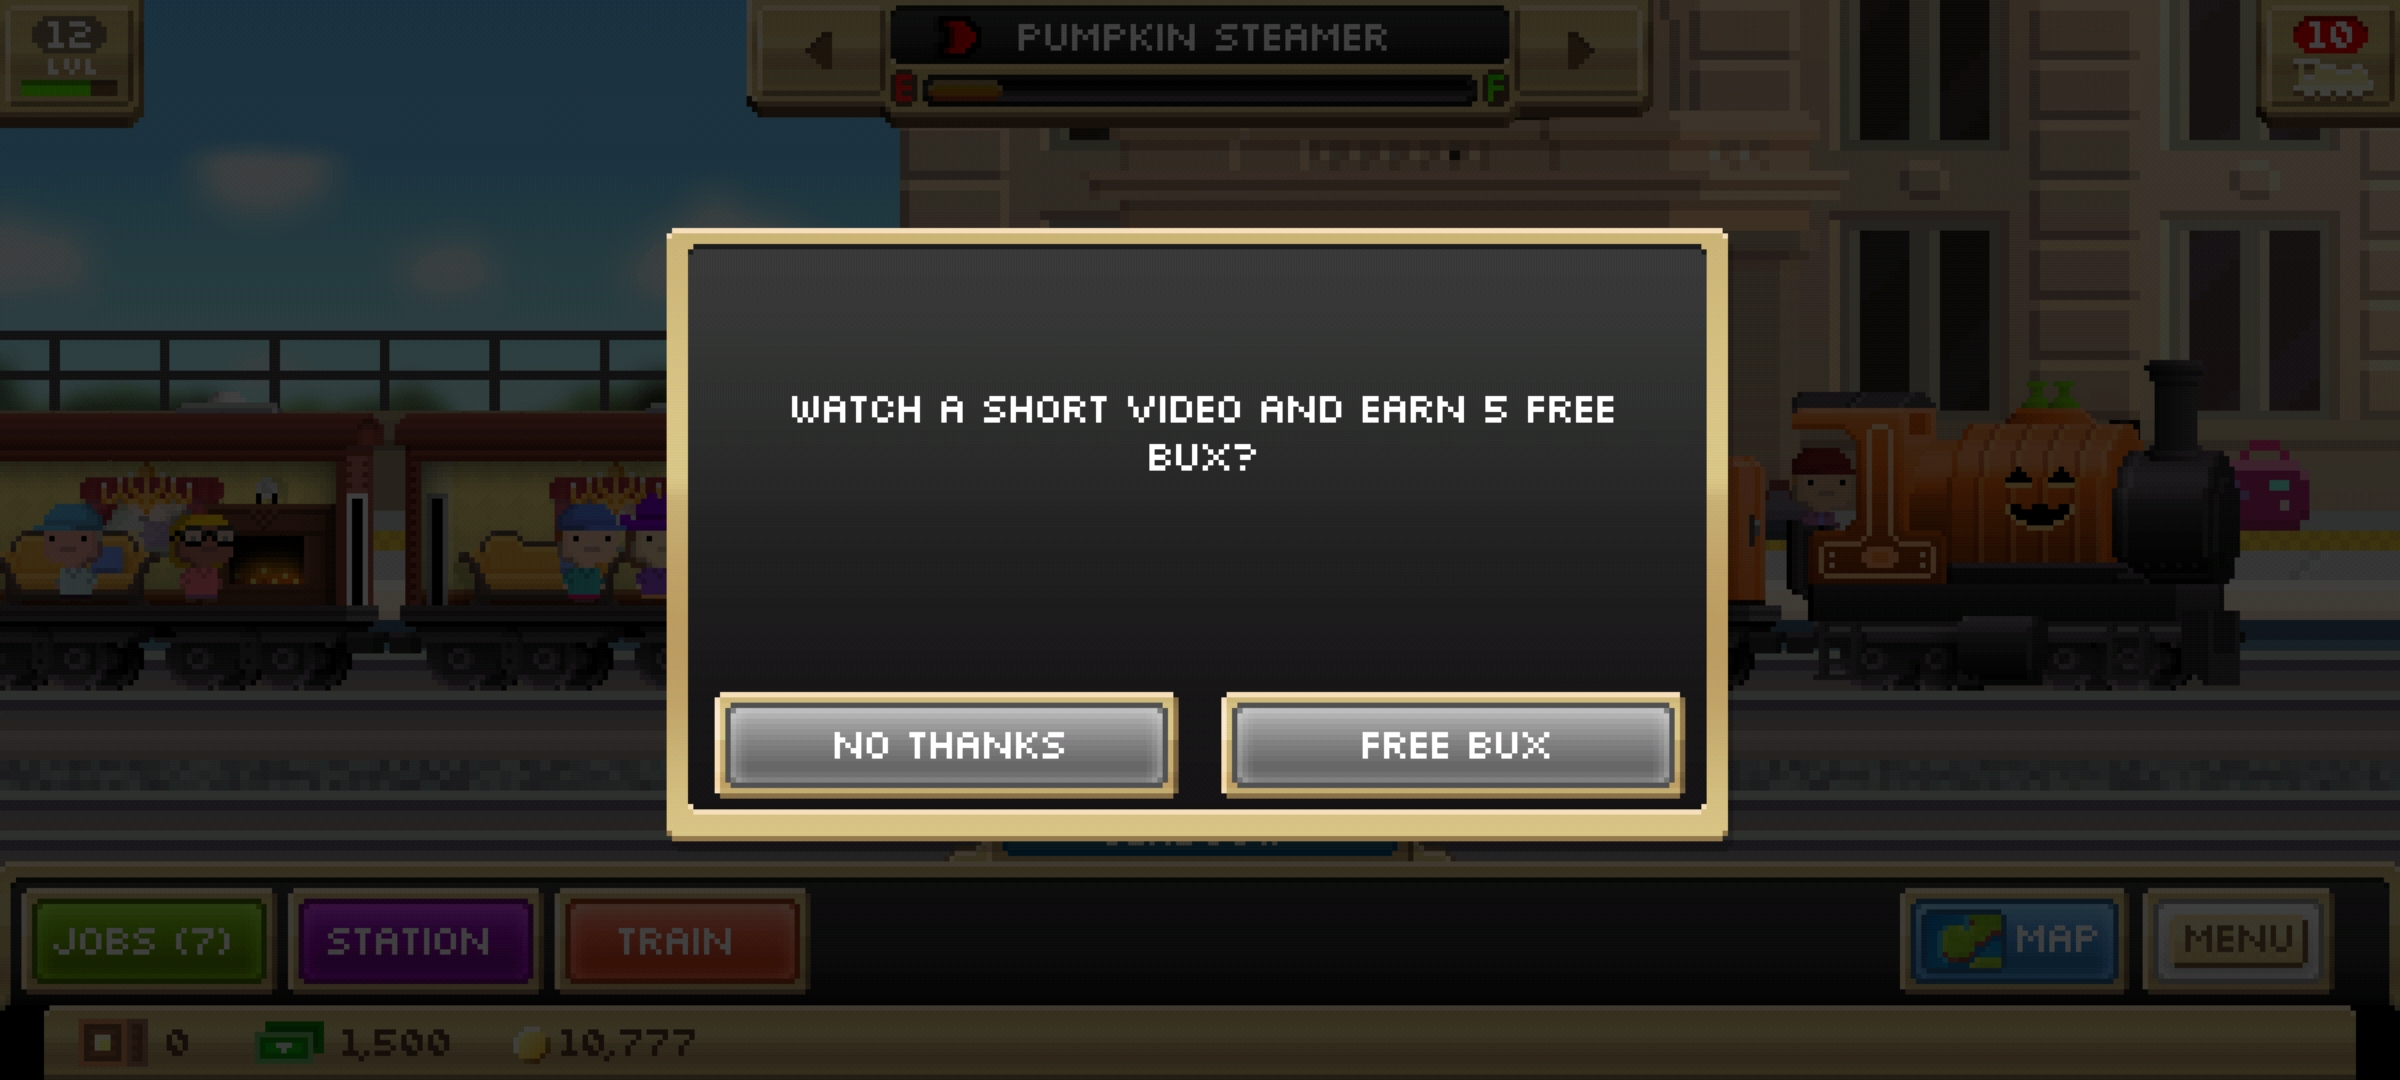 12
LVL
PUMPKIN STEAMER
E
F
10
WATCH A SHORT VIDEO AND EARN 5 FREE
BUX?
NO THANKS
FREE BUX
JOBS (7)
STATION
TRAIN
MAP
MENU
0
1,500
10,777